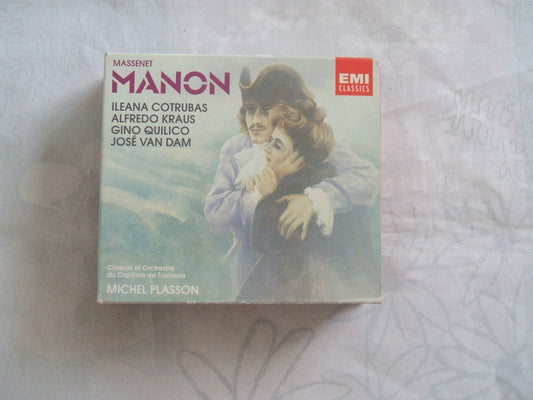 MASSENET
MANON
ILEANA COTRUBAS
ALFREDO KRAUS
GINO QUILICO
JOSÉ VAN DAM
EMI
CLASSICS
Chœurs et Orchestre
du Capitole de Toulouse
MICHEL PLASSON